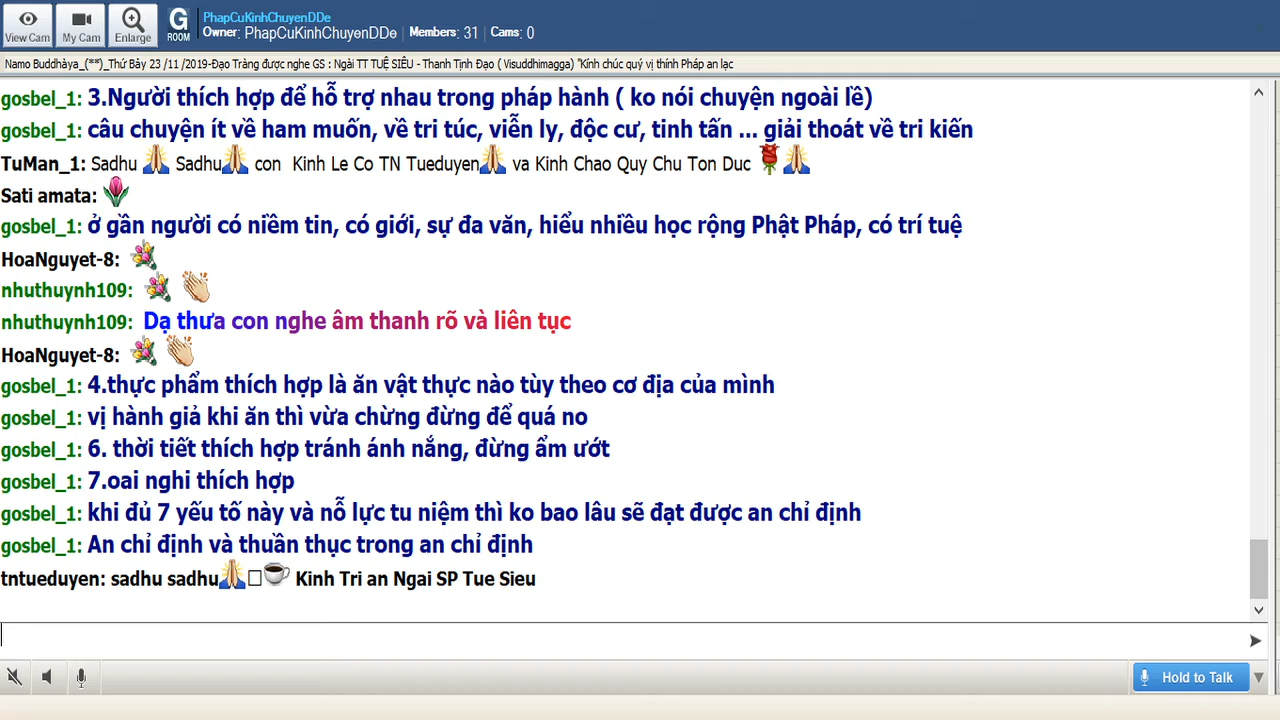 View Cam
My Cam
Enlarge
G
ROOM
PhapCuKinhChuyenDDe
Owner: PhapCuKinhChuyenDDe | Members: 31 | Cams: 0
Namo Buddhàya_(**)_Thứ Bảy 23 /11 /2019-Đạo Tràng được nghe GS : Ngài TT TUỆ SIÊU - Thanh Tịnh Đạo ( Visuddhimagga) "Kính chúc quý vị thính Pháp an lạc
gosbel_1: 3.Người thích hợp để hỗ trợ nhau trong pháp hành ( ko nói chuyện ngoài lề)
gosbel_1: câu chuyện ít về ham muốn, về tri túc, viễn ly, độc cư, tinh tấn ... giải thoát về tri kiến
TuMan_1: Sadhu 🙏 Sadhu🙏 con Kinh Le Co TN Tueduyen🙏 va Kinh Chao Quy Chu Ton Duc 🌹🙏
Sati amata: 🌷
gosbel_1: ở gần người có niềm tin, có giới, sự đa văn, hiểu nhiều học rộng Phật Pháp, có trí tuệ
HoaNguyet-8: 💐
nhuthuynh109: 💐 👏
nhuthuynh109: Dạ thưa con nghe âm thanh rõ và liên tục
HoaNguyet-8: 💐 👏
gosbel_1: 4.thực phẩm thích hợp là ăn vật thực nào tùy theo cơ địa của mình
gosbel_1: vị hành giả khi ăn thì vừa chừng đừng để quá no
gosbel_1: 6. thời tiết thích hợp tránh ánh nắng, đừng ẩm ướt
gosbel_1: 7.oai nghi thích hợp
gosbel_1: khi đủ 7 yếu tố này và nỗ lực tu niệm thì ko bao lâu sẽ đạt được an chỉ định
gosbel_1: An chỉ định và thuần thục trong an chỉ định
tntueduyen: sadhu sadhu🙏□☕ Kinh Tri an Ngai SP Tue Sieu
Hold to Talk